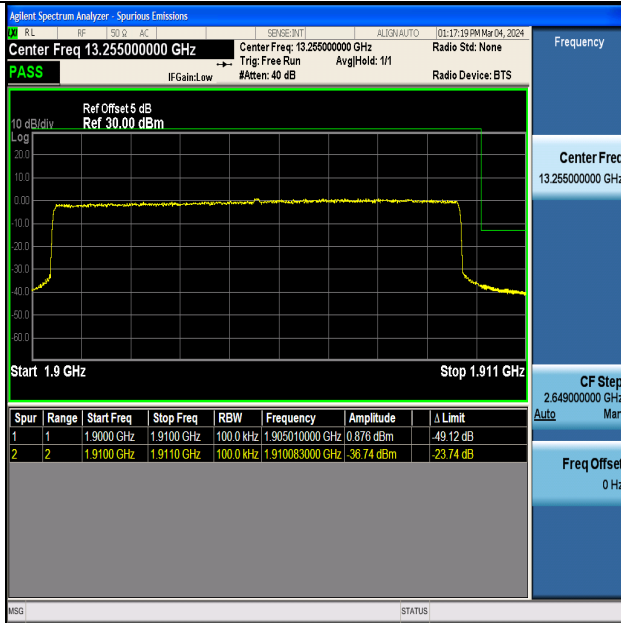 Agilent Spectrum Analyzer - Spurious Emissions
RL RF 50 Ω AC SENSE:INT ALIGN AUTO 01:17:19 PM Mar 04, 2024
Center Freq 13.255000000 GHz Center Freq: 13.255000000 GHz Radio Std: None
Trig: Free Run Avg|Hold: 1/1
PASS IFGain:Low #Atten: 40 dB Radio Device: BTS
Ref Offset 5 dB
10 dB/div Ref 30.00 dBm
Log
20.0
10.0
0.00
-10.0
-20.0
-30.0
-40.0
-50.0
-60.0
Start 1.9 GHz Stop 1.911 GHz
Spur Range Start Freq Stop Freq RBW Frequency Amplitude Δ Limit
1 1 1.9000 GHz 1.9100 GHz 100.0 kHz 1.905010000 GHz 0.876 dBm -49.12 dB
2 2 1.9100 GHz 1.9110 GHz 100.0 kHz 1.910083000 GHz -36.74 dBm -23.74 dB
MSG STATUS
Frequency
Center Freq
13.255000000 GHz
CF Step
2.649000000 GHz
Auto Man
Freq Offset
0 Hz